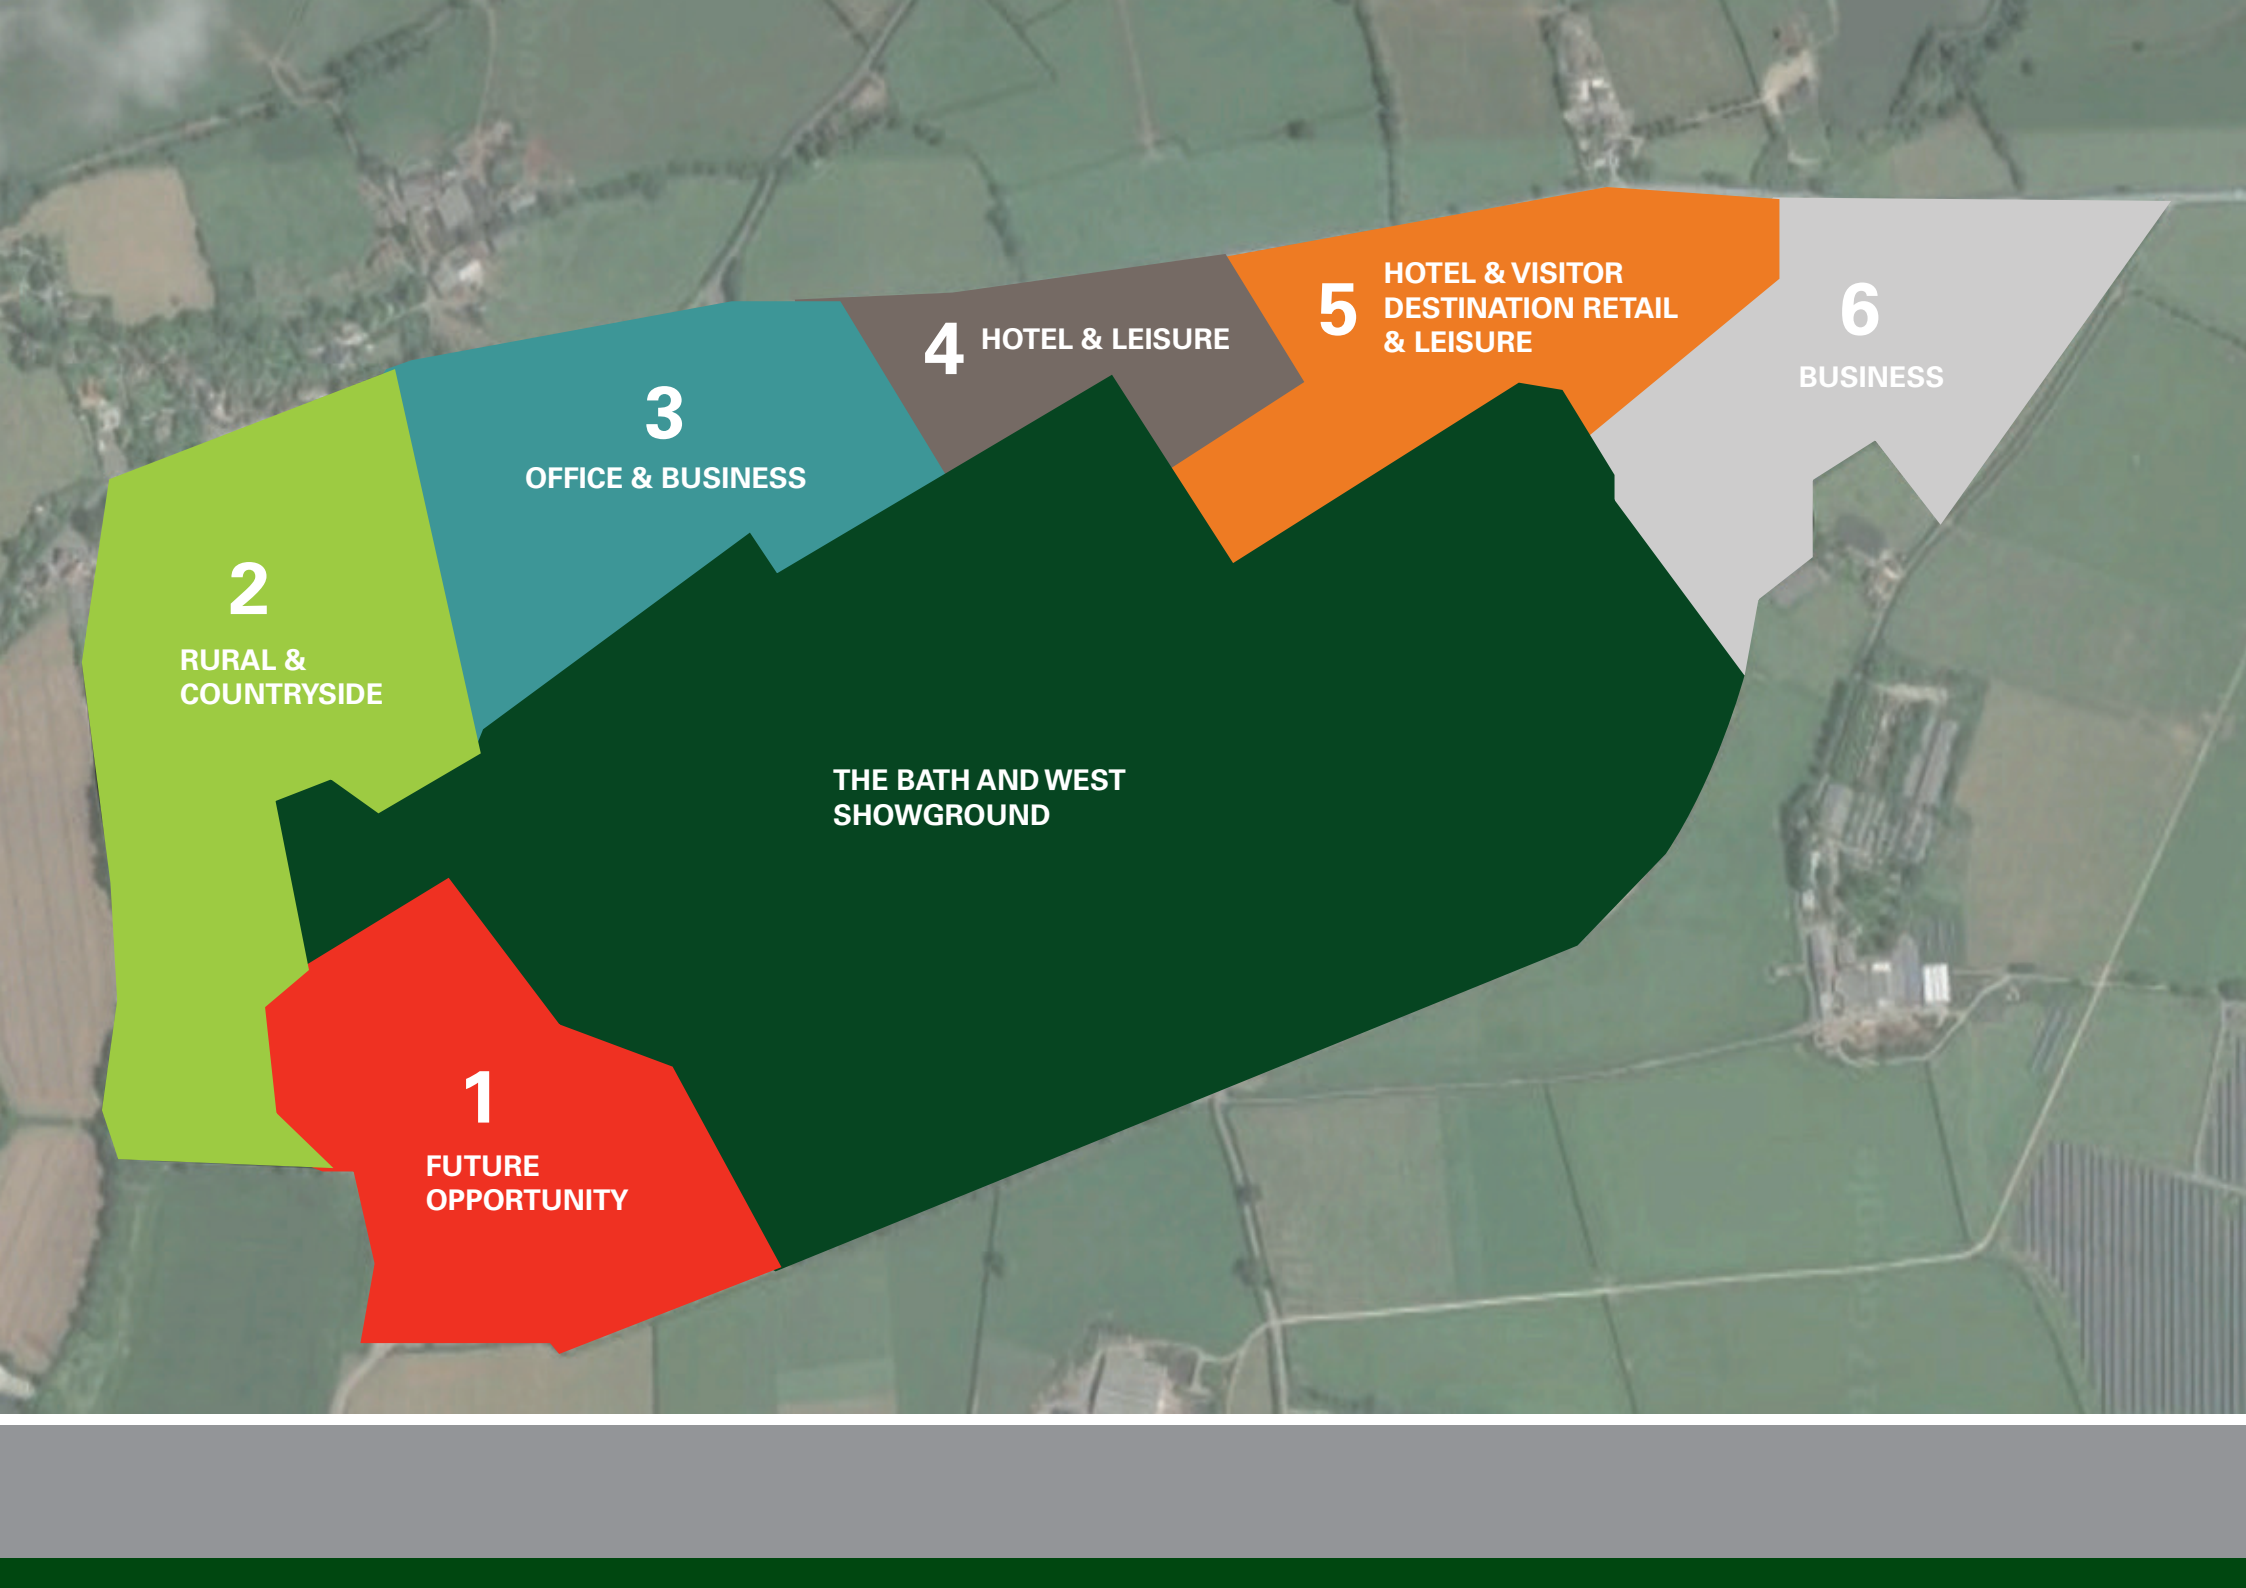 5
HOTEL & VISITOR
DESTINATION RETAIL
& LEISURE
6
BUSINESS
4
HOTEL & LEISURE
3
OFFICE & BUSINESS
2
RURAL &
COUNTRYSIDE
THE BATH AND WEST
SHOWGROUND
1
FUTURE
OPPORTUNITY